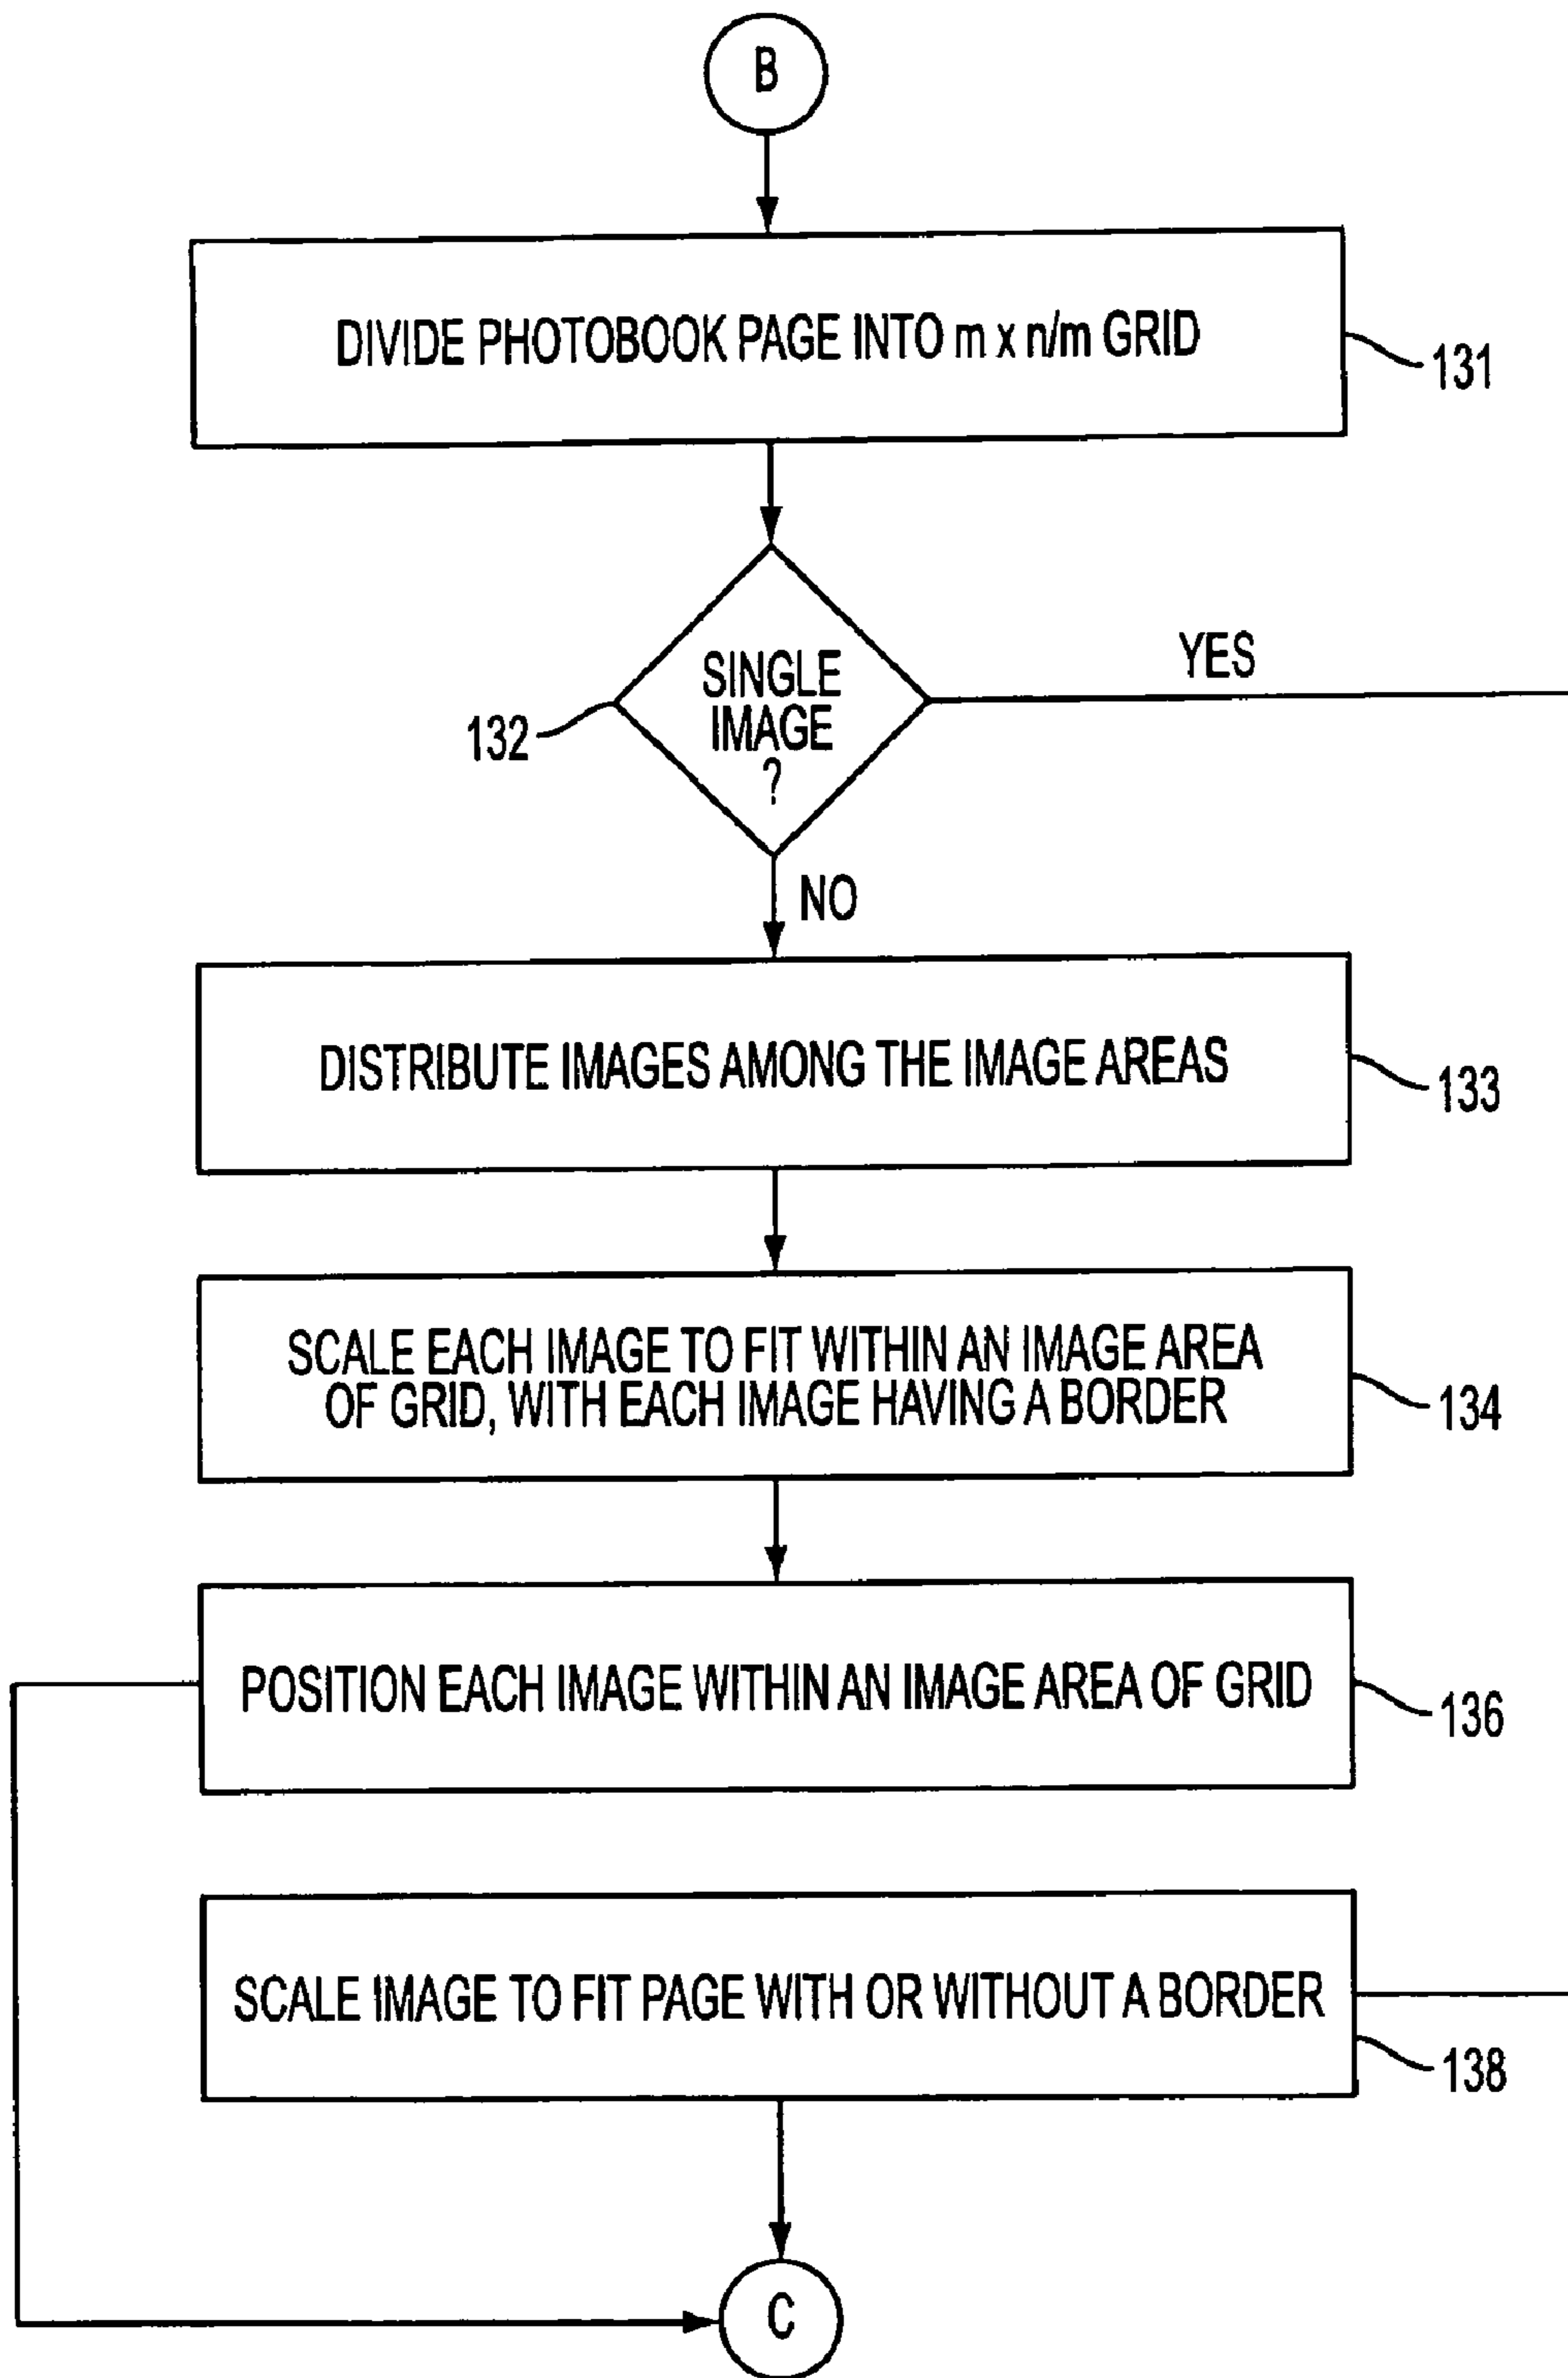 B
DIVIDE PHOTOBOOK PAGE INTO m x n/m GRID
131
SINGLE
IMAGE
?
132
YES
NO
DISTRIBUTE IMAGES AMONG THE IMAGE AREAS
133
SCALE EACH IMAGE TO FIT WITHIN AN IMAGE AREA
OF GRID, WITH EACH IMAGE HAVING A BORDER
134
POSITION EACH IMAGE WITHIN AN IMAGE AREA OF GRID
136
SCALE IMAGE TO FIT PAGE WITH OR WITHOUT A BORDER
138
C